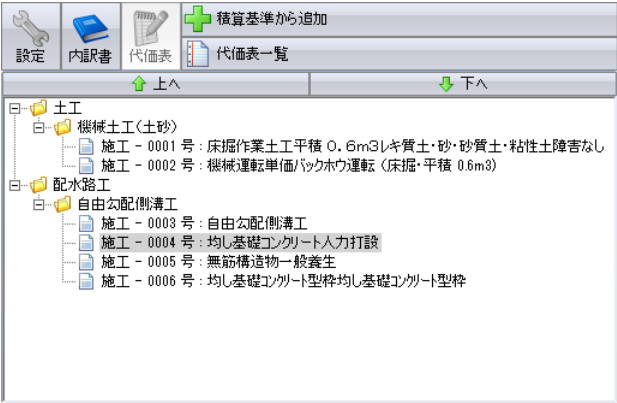 積算基準から追加
設定 内訳書 代価表
代価表一覧
上へ 下へ
土工
機械土工(土砂)
施工 - 0001 号 : 床掘作業土工平積 0.6m3レキ質土・砂・砂質土・粘性土障害なし
施工 - 0002 号 : 機械運転単価バックホウ運転 (床掘・平積 0.6m3)
配水路工
自由勾配側溝工
施工 - 0003 号 : 自由勾配側溝工
施工 - 0004 号 : 均し基礎コンクリート人力打設
施工 - 0005 号 : 無筋構造物一般養生
施工 - 0006 号 : 均し基礎コンクリート型枠均し基礎コンクリート型枠